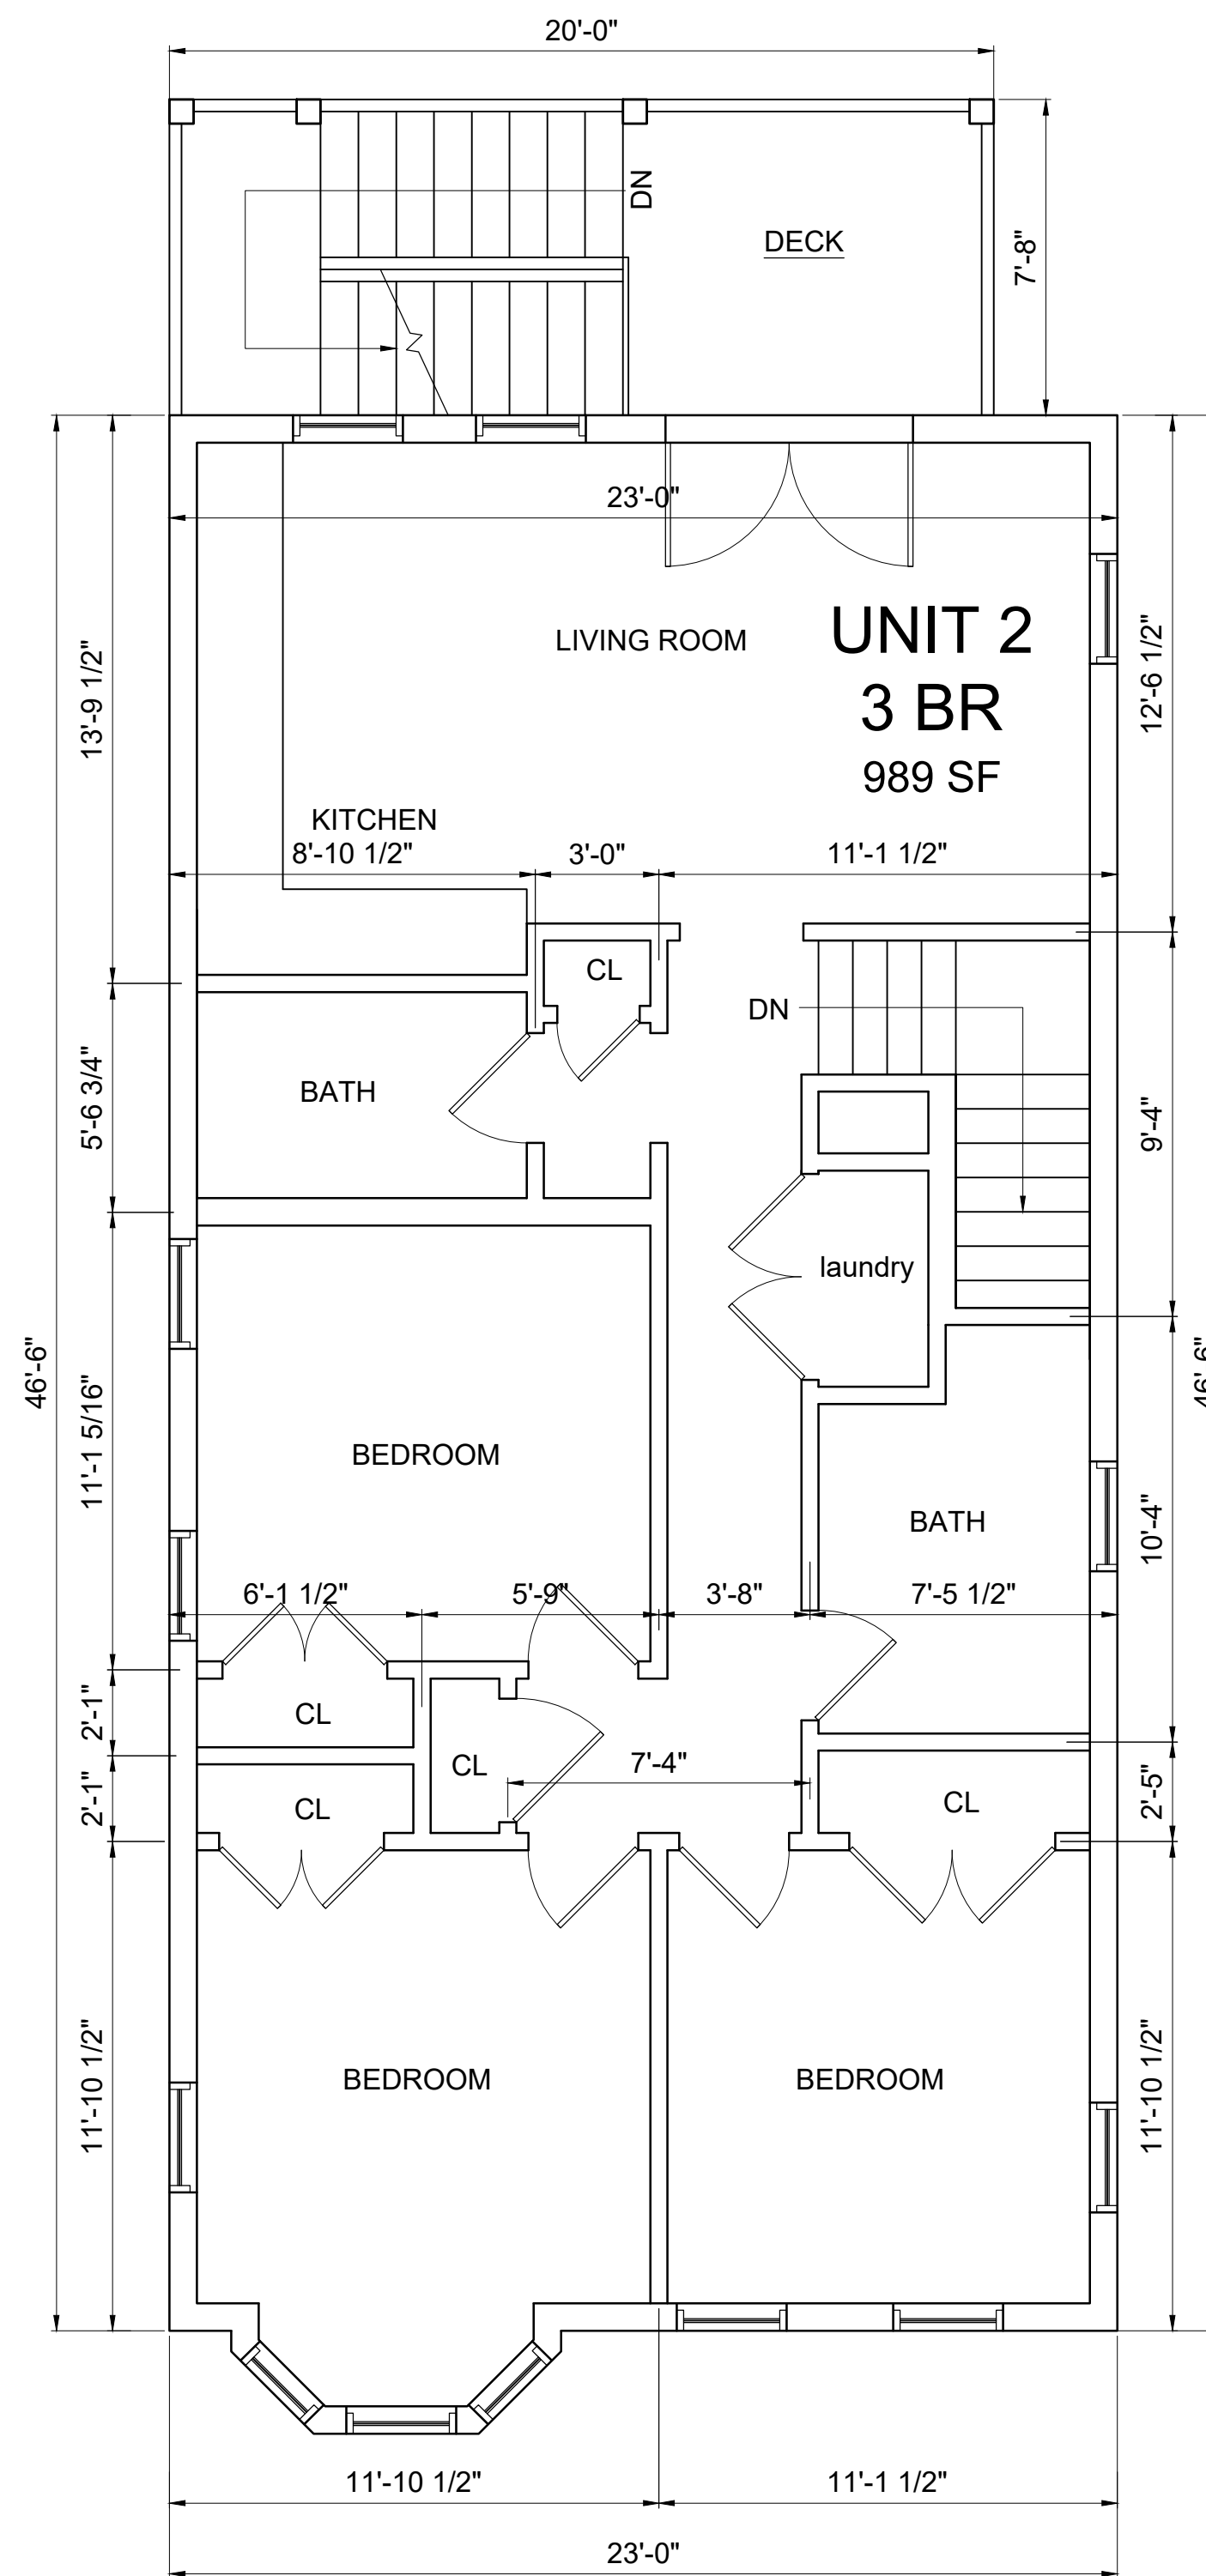 20'-0"
DN
DECK
7'-8"
23'-0"
LIVING ROOM
UNIT 2
3 BR
989 SF
13'-9 1/2"
12'-6 1/2"
KITCHEN
8'-10 1/2"
3'-0"
11'-1 1/2"
CL
DN
BATH
5'-6 3/4"
9'-4"
laundry
46'-6"
46'-6"
11'-1 5/16"
BEDROOM
BATH
10'-4"
6'-1 1/2"
5'-9"
3'-8"
7'-5 1/2"
CL
2'-1"
CL
7'-4"
2'-1"
CL
CL
2'-5"
11'-10 1/2"
BEDROOM
BEDROOM
11'-10 1/2"
11'-10 1/2"
11'-1 1/2"
23'-0"